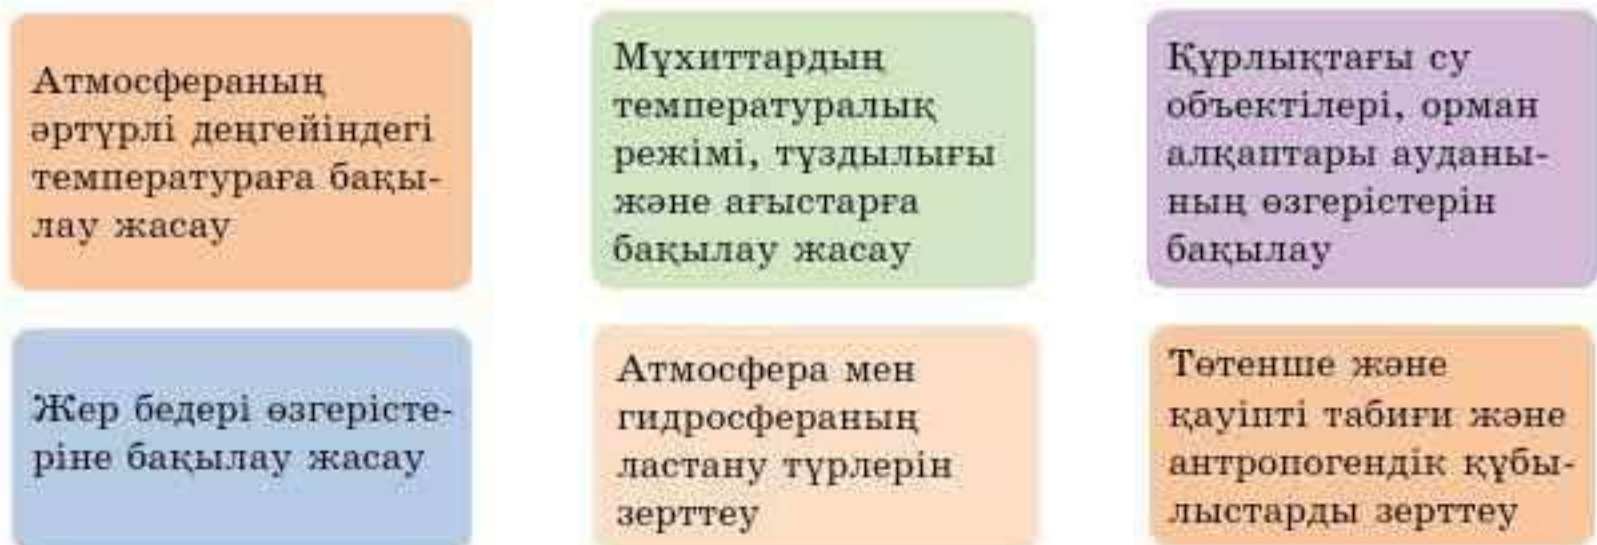 Атмосфераның
әртүрлі деңгейіндегі
температураға бақы-
лау жасау
Мұхиттардың
температуралық
режімі, тұздылығы
және ағыстарға
бақылау жасау
Құрлықтағы су
объектілері, орман
алқаптары ауданы-
ның өзгерістерін
бақылау
Жер бедері өзгерісте-
ріне бақылау жасау
Атмосфера мен
гидросфераның
ластану түрлерін
зерттеу
Төтенше және
қауіпті табиғи және
антропогендік құбы-
лыстарды зерттеу